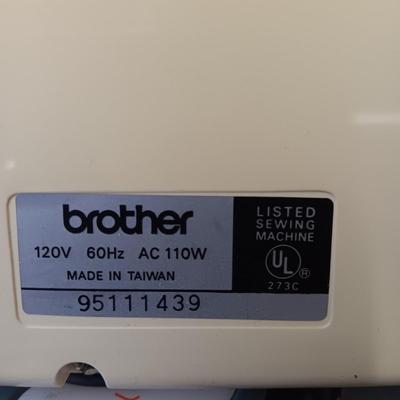 brother
120V 60Hz AC 110W
MADE IN TAIWAN
95111439
LISTED
SEWING
MACHINE
UL ®
273C